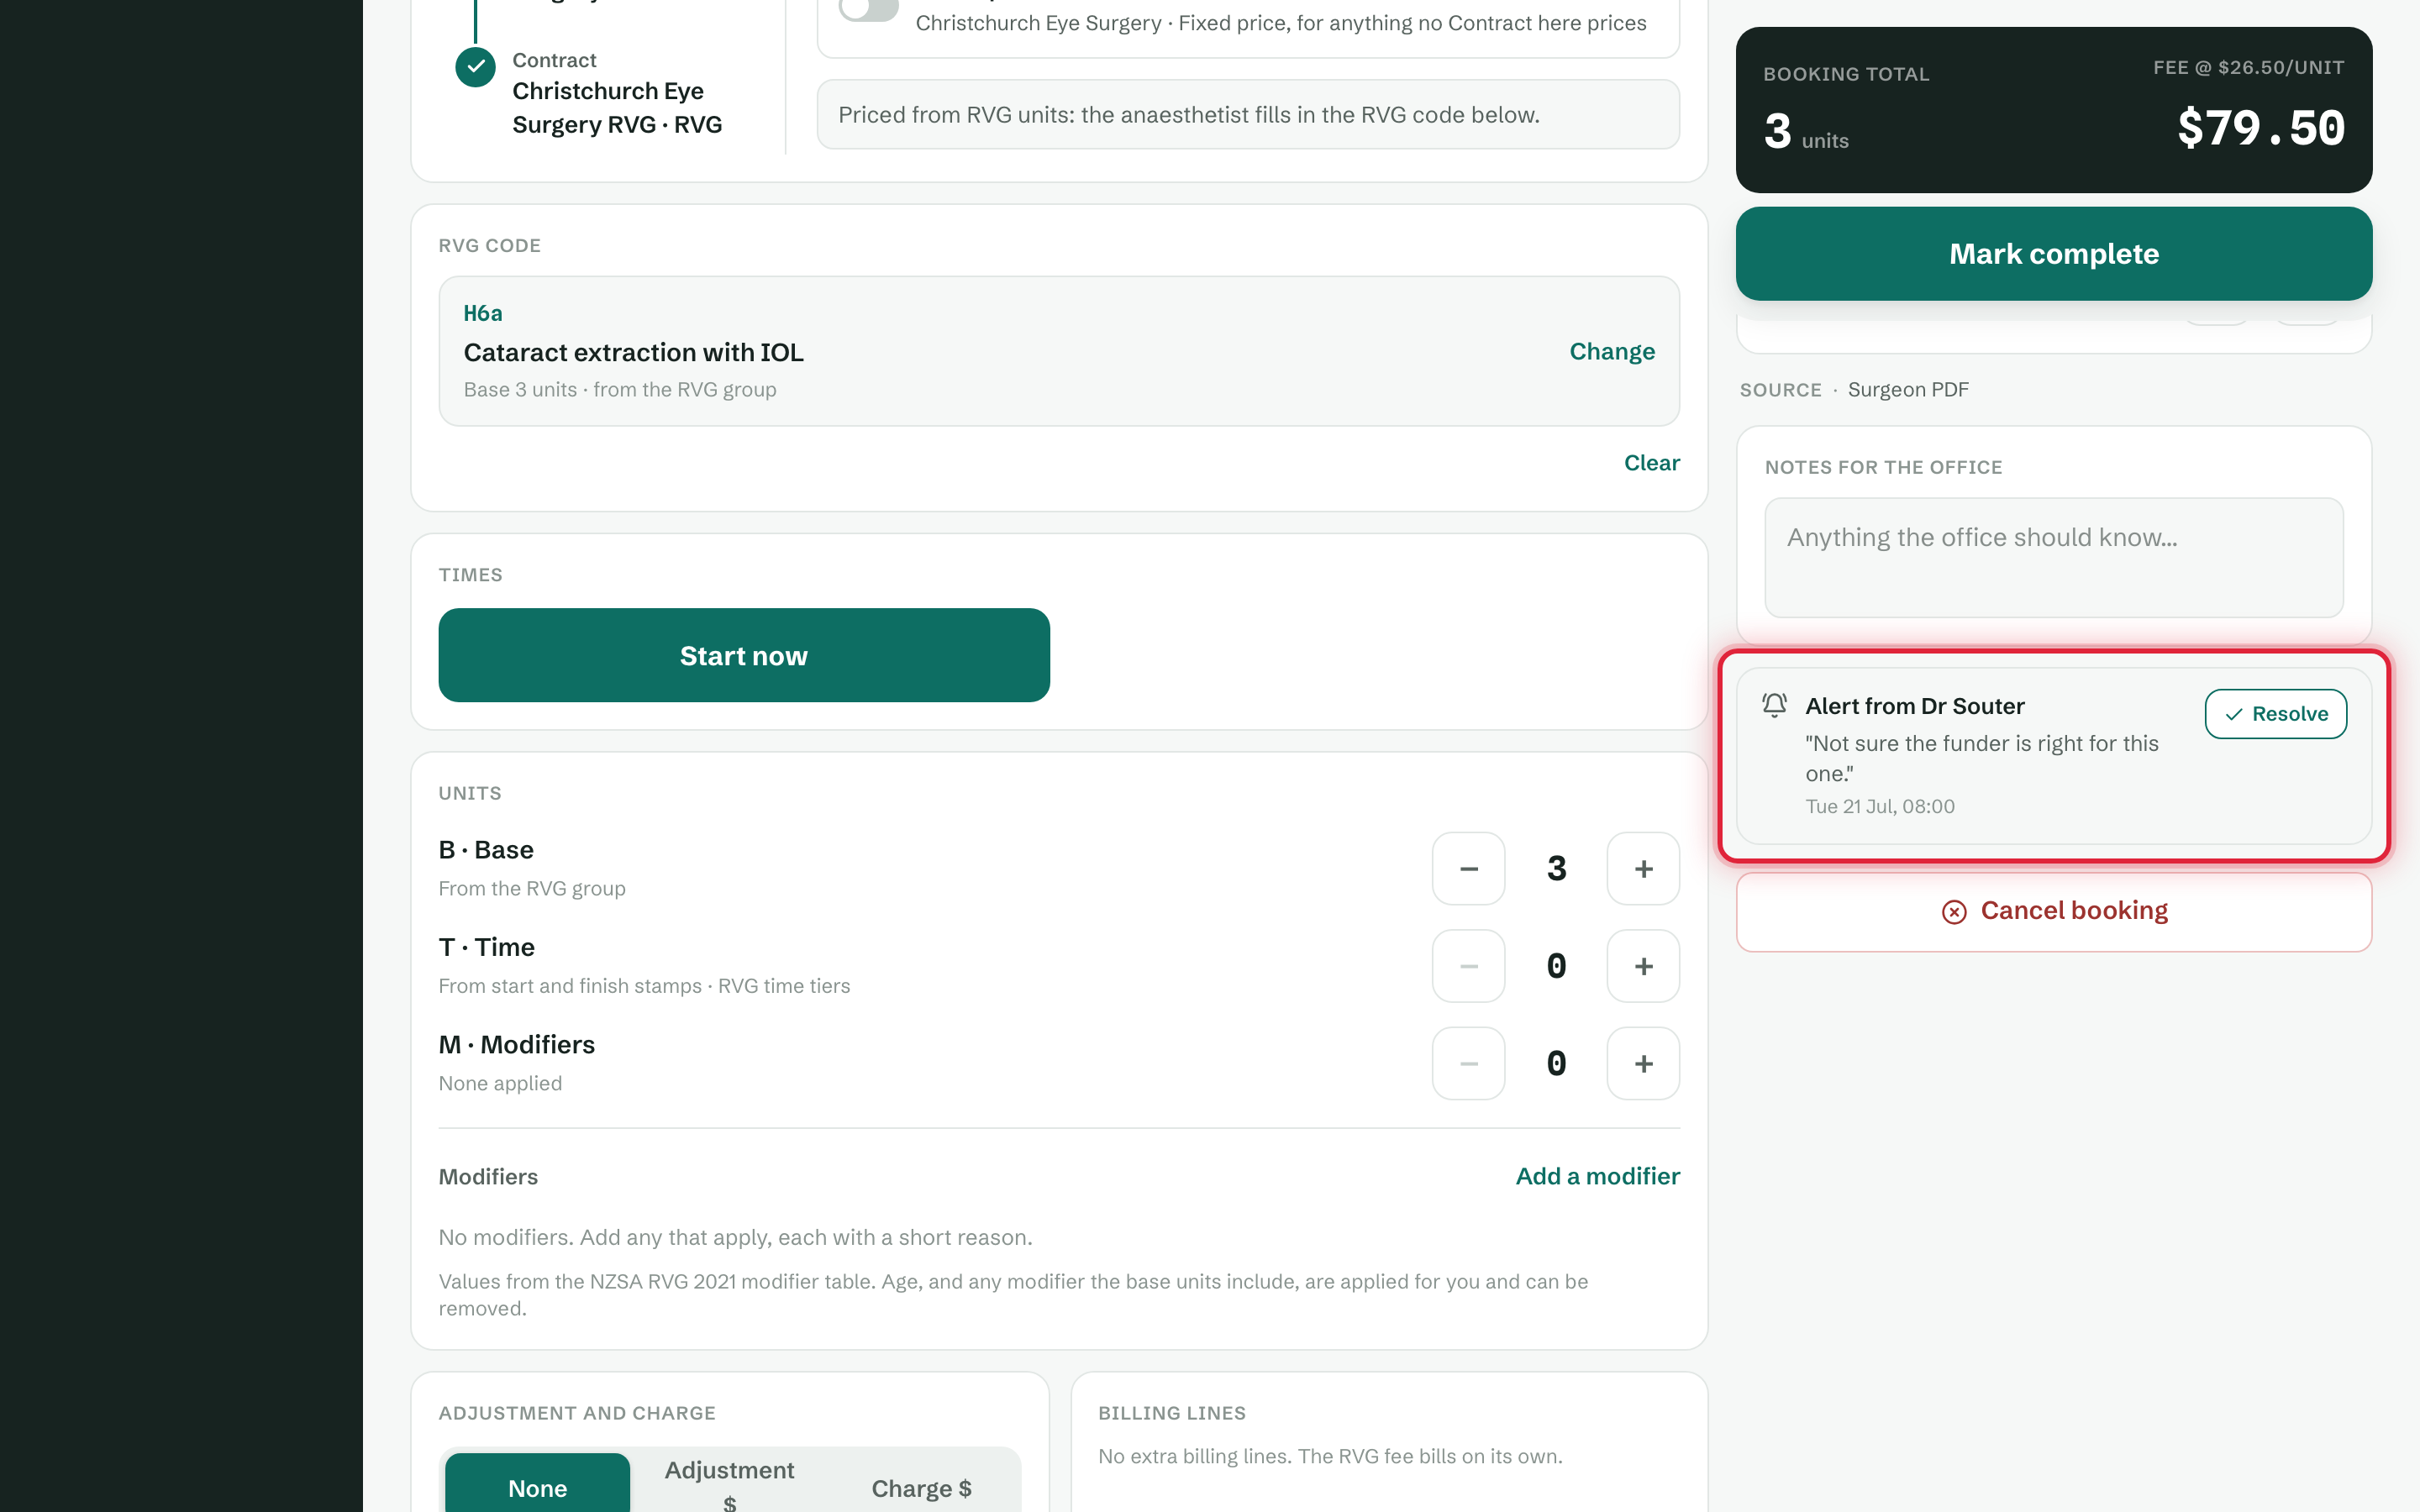 Christchurch Eye Surgery · Fixed price, for anything no Contract here prices
Contract
Christchurch Eye
Surgery RVG · RVG
Priced from RVG units: the anaesthetist fills in the RVG code below.
RVG CODE
H6a
Cataract extraction with IOL
Base 3 units · from the RVG group
Change
Clear
TIMES
Start now
UNITS
B · Base
From the RVG group
− 3 +
T · Time
From start and finish stamps · RVG time tiers
− 0 +
M · Modifiers
None applied
− 0 +
Modifiers
Add a modifier
No modifiers. Add any that apply, each with a short reason.
Values from the NZSA RVG 2021 modifier table. Age, and any modifier the base units include, are applied for you and can be
removed.
ADJUSTMENT AND CHARGE
None
Adjustment
$
Charge $
BILLING LINES
No extra billing lines. The RVG fee bills on its own.
BOOKING TOTAL
FEE @ $26.50/UNIT
3 units
$79.50
Mark complete
SOURCE · Surgeon PDF
NOTES FOR THE OFFICE
Anything the office should know...
Alert from Dr Souter
Resolve
"Not sure the funder is right for this
one."
Tue 21 Jul, 08:00
Cancel booking